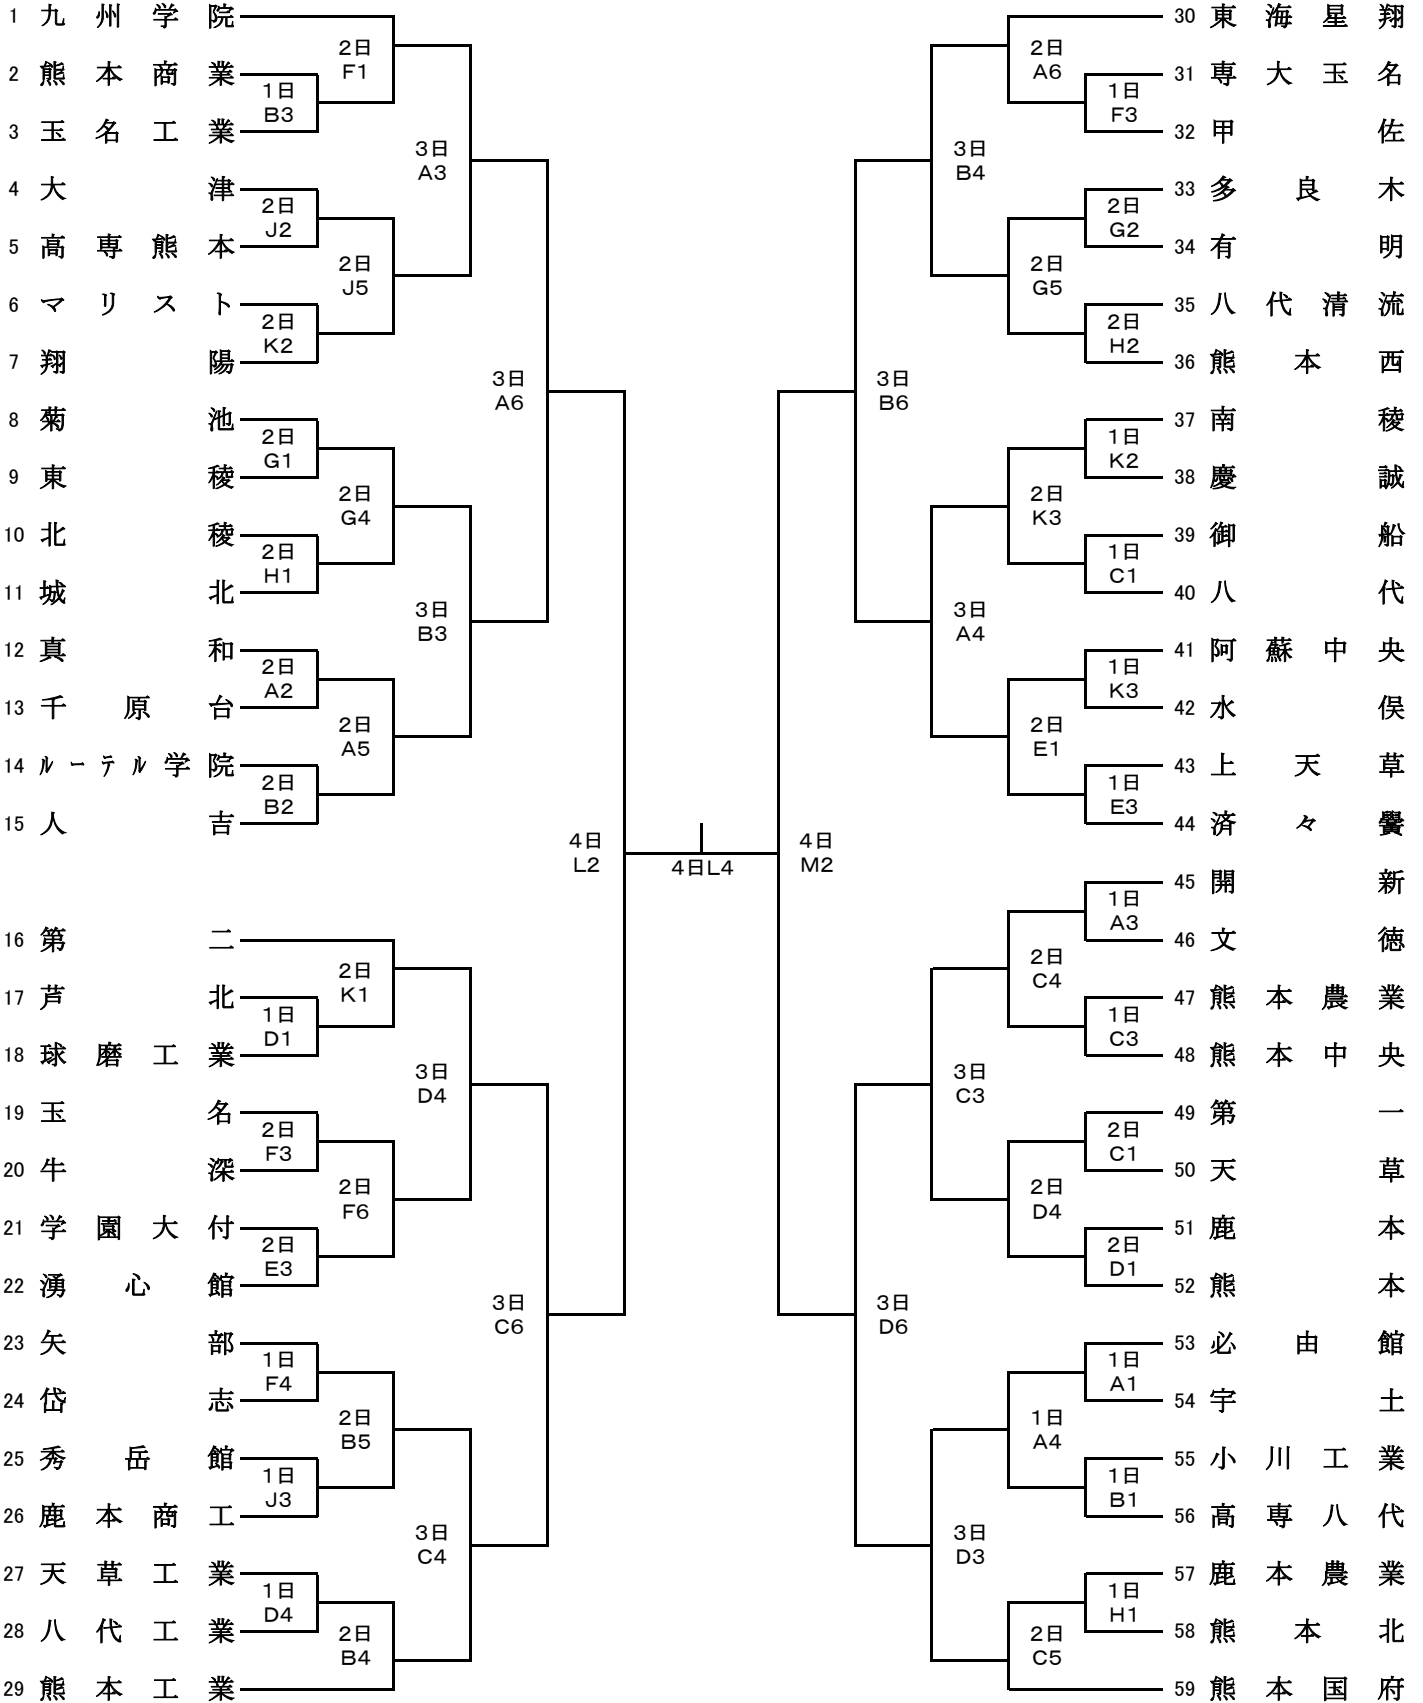 1 九州学院
2 熊本商業
3 玉名工業
4 大津
5 高専熊本
6 マリスト
7 翔陽
8 菊池
9 東稜
10 北稜
11 城北
12 真和
13 千原台
14 ルーテル学院
15 人吉
16 第二
17 芦北
18 球磨工業
19 玉名
20 牛深
21 学園大付
22 湧心館
23 矢部
24 岱志
25 秀岳館
26 鹿本商工
27 天草工業
28 八代工業
29 熊本工業
1日
B3
2日
J2
2日
K2
2日
G1
2日
H1
2日
A2
2日
B2
1日
D1
2日
F3
2日
E3
1日
F4
1日
J3
1日
D4
2日
F1
2日
J5
2日
G4
2日
A5
2日
K1
2日
F6
2日
B5
2日
B4
3日
A3
3日
B3
3日
D4
3日
C4
3日
A6
3日
C6
4日
L2
4日L4
4日
M2
3日
B6
3日
D6
3日
B4
3日
A4
3日
C3
3日
D3
2日
A6
2日
G5
2日
K3
2日
E1
2日
C4
2日
D4
1日
A4
2日
C5
1日
F3
2日
G2
2日
H2
1日
K2
1日
C1
1日
K3
1日
E3
1日
A3
1日
C3
2日
C1
2日
D1
1日
A1
1日
B1
1日
H1
30 東海星翔
31 専大玉名
32 甲佐
33 多良木
34 有明
35 八代清流
36 熊本西
37 南稜
38 慶誠
39 御船
40 八代
41 阿蘇中央
42 水俣
43 上天草
44 済々黌
45 開新
46 文徳
47 熊本農業
48 熊本中央
49 第一
50 天草
51 鹿本
52 熊本
53 必由館
54 宇土
55 小川工業
56 高専八代
57 鹿本農業
58 熊本北
59 熊本国府